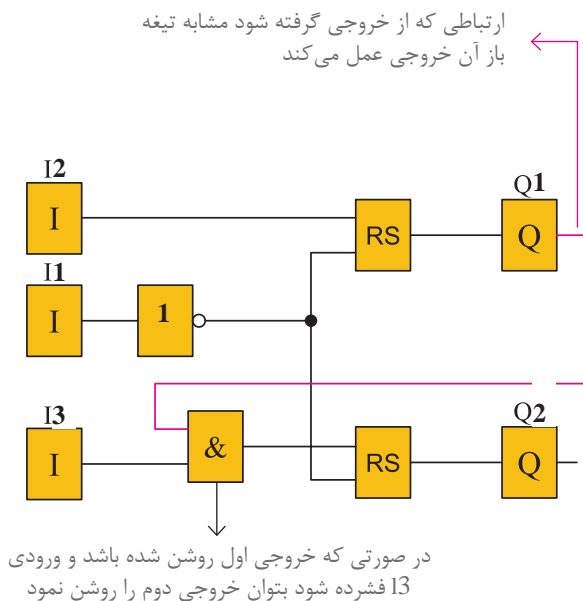 ارتباطی که از خروجی گرفته شود مشابه تیغه
باز آن خروجی عمل می‌کند
I2
I
RS
Q1
Q
I1
I
1
I3
I
&
RS
Q2
Q
در صورتی که خروجی اول روشن شده باشد و ورودی
I3 فشرده شود بتوان خروجی دوم را روشن نمود